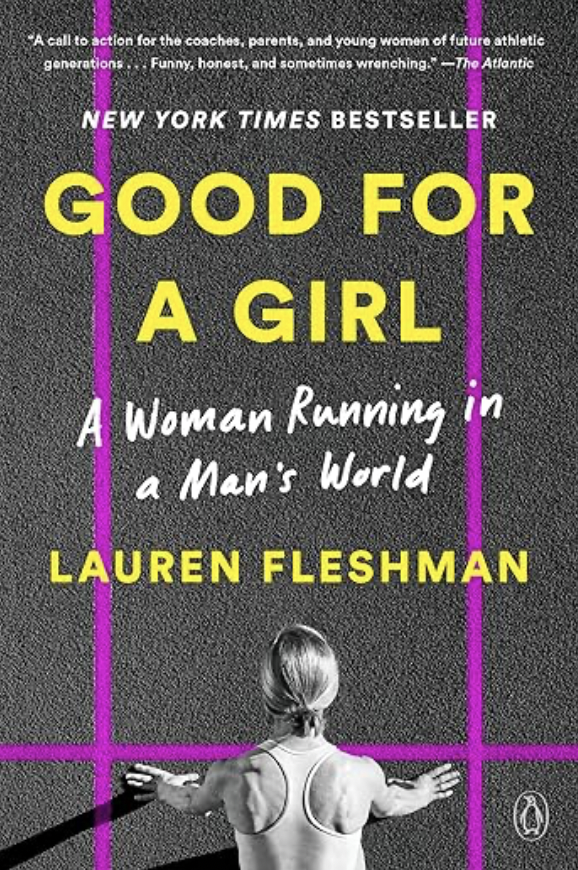 "A call to action for the coaches, parents, and young women of future athletic
generations . . . Funny, honest, and sometimes wrenching." —The Atlantic
NEW YORK TIMES BESTSELLER
GOOD FOR
A GIRL
A Woman Running in
a Man's World
LAUREN FLESHMAN